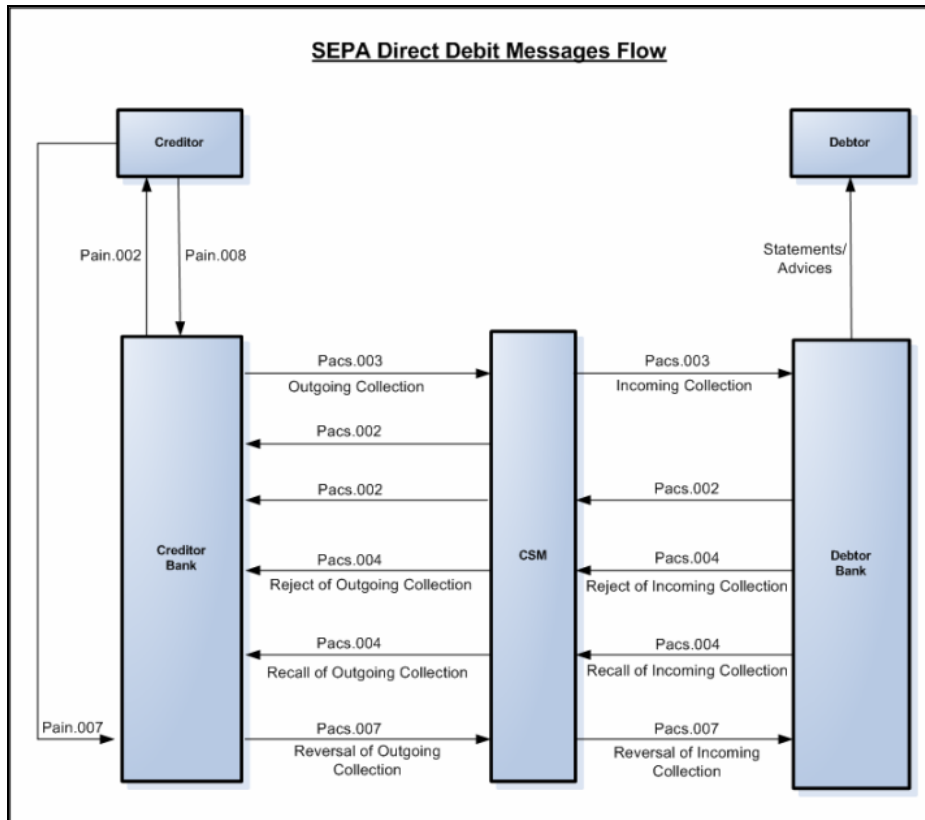 SEPA Direct Debit Messages Flow
Creditor
Debtor
Pain.002
Pain.008
Statements/
Advices
Pacs.003
Outgoing Collection
Pacs.003
Incoming Collection
Pacs.002
Pacs.002
Pacs.002
Creditor
Bank
CSM
Debtor
Bank
Pacs.004
Reject of Outgoing Collection
Pacs.004
Reject of Incoming Collection
Pacs.004
Recall of Outgoing Collection
Pacs.004
Recall of Incoming Collection
Pain.007
Pacs.007
Reversal of Outgoing
Collection
Pacs.007
Reversal of Incoming
Collection